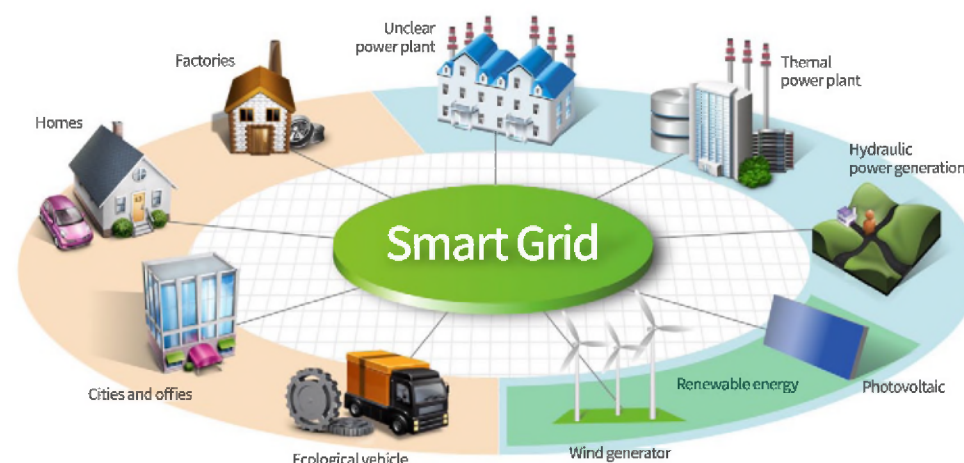 Unclear
power plant
Factories
Thernal
power plant
Homes
Hydraulic
power generation
Smart Grid
Renewable energy
Cities and offies
Photovoltaic
Wind generator
Ecological vehicle